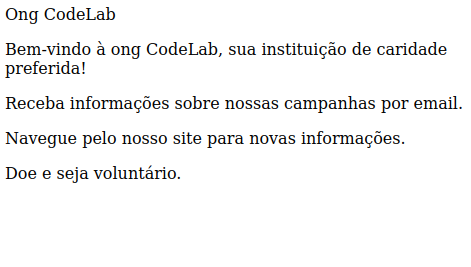 Ong CodeLab
Bem-vindo à ong CodeLab, sua instituição de caridade
preferida!
Receba informações sobre nossas campanhas por email.
Navegue pelo nosso site para novas informações.
Doe e seja voluntário.